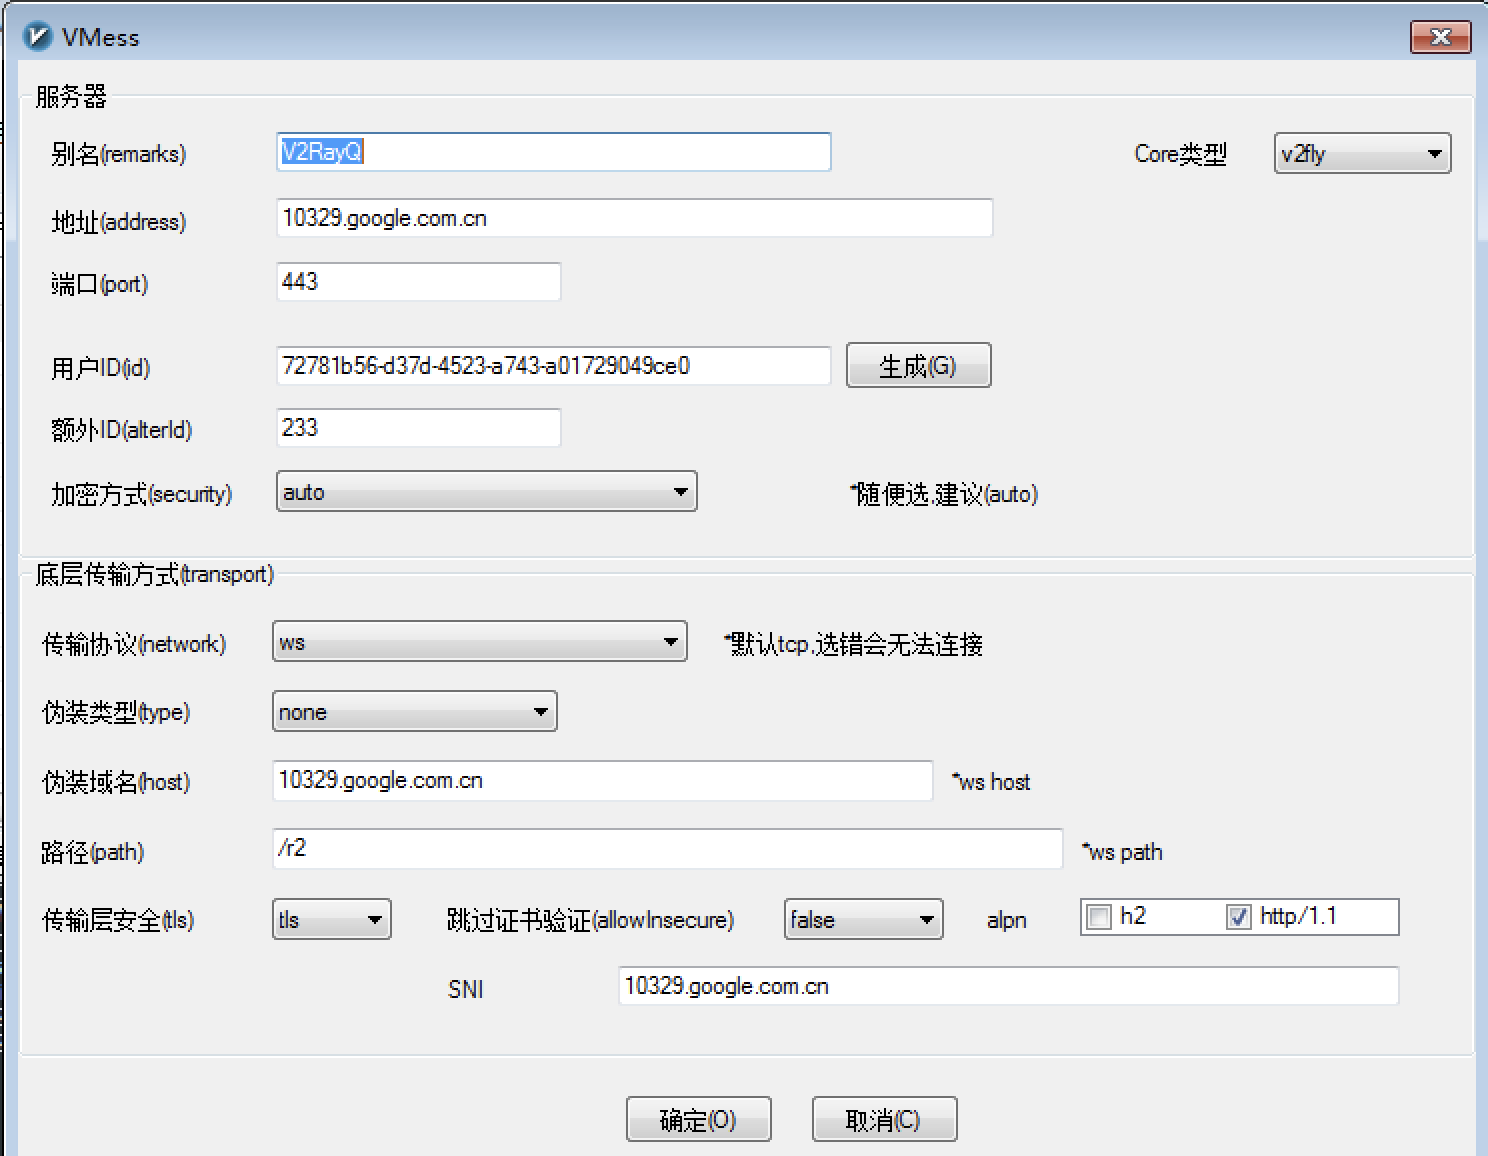 VMess
服务器
别名(remarks) V2RayQ Core类型 v2fly
地址(address) 10329.google.com.cn
端口(port) 443
用户ID(id) 72781b56-d37d-4523-a743-a01729049ce0 生成(G)
额外ID(alterId) 233
加密方式(security) auto *随便选,建议(auto)
底层传输方式(transport)
传输协议(network) ws *默认tcp,选错会无法连接
伪装类型(type) none
伪装域名(host) 10329.google.com.cn *ws host
路径(path) /r2 *ws path
传输层安全(tls) tls 跳过证书验证(allowInsecure) false alpn h2 http/1.1
SNI 10329.google.com.cn
确定(O) 取消(C)